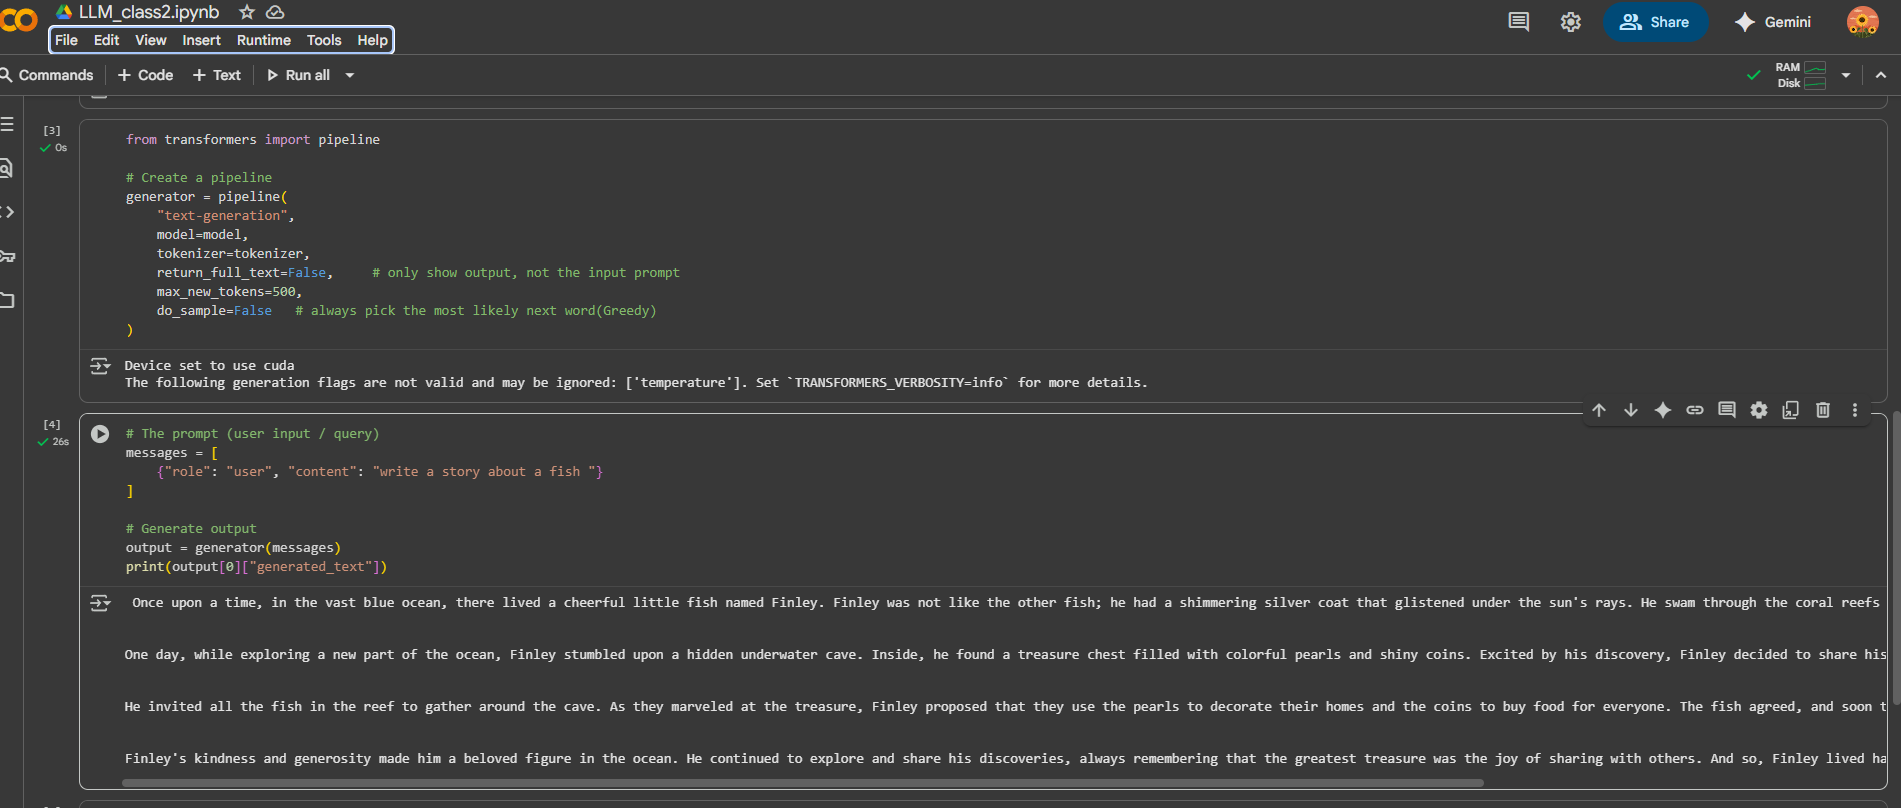 LLM_class2.ipynb
File Edit View Insert Runtime Tools Help
Share
Gemini
Commands + Code + Text Run all
RAM
Disk
[3]
0s
from transformers import pipeline
# Create a pipeline
generator = pipeline(
"text-generation",
model=model,
tokenizer=tokenizer,
return_full_text=False, # only show output, not the input prompt
max_new_tokens=500,
do_sample=False # always pick the most likely next word(Greedy)
)
Device set to use cuda
The following generation flags are not valid and may be ignored: ['temperature']. Set `TRANSFORMERS_VERBOSITY=info` for more details.
[4]
26s
# The prompt (user input / query)
messages = [
{"role": "user", "content": "write a story about a fish "}
]
# Generate output
output = generator(messages)
print(output[0]["generated_text"])
Once upon a time, in the vast blue ocean, there lived a cheerful little fish named Finley. Finley was not like the other fish; he had a shimmering silver coat that glistened under the sun's rays. He swam through the coral reefs
One day, while exploring a new part of the ocean, Finley stumbled upon a hidden underwater cave. Inside, he found a treasure chest filled with colorful pearls and shiny coins. Excited by his discovery, Finley decided to share his
He invited all the fish in the reef to gather around the cave. As they marveled at the treasure, Finley proposed that they use the pearls to decorate their homes and the coins to buy food for everyone. The fish agreed, and soon t
Finley's kindness and generosity made him a beloved figure in the ocean. He continued to explore and share his discoveries, always remembering that the greatest treasure was the joy of sharing with others. And so, Finley lived ha